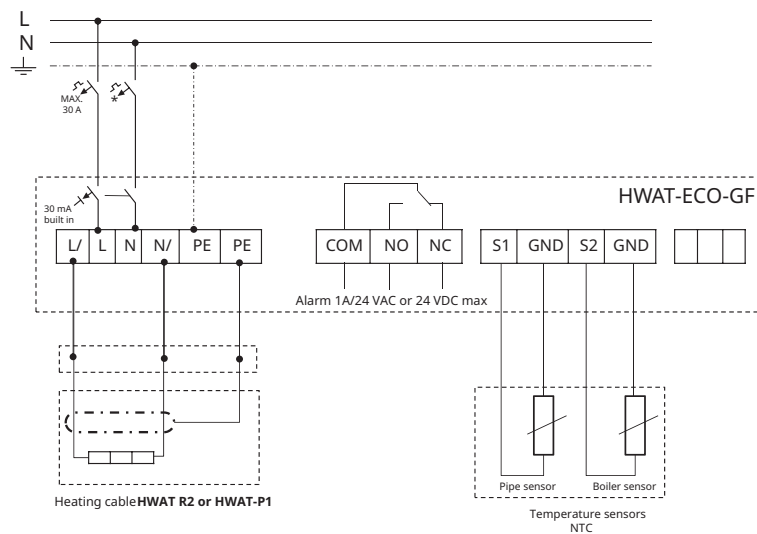 L
N
MAX.
30 A
*
HWAT-ECO-GF
30 mA
built in
L/ L N N/ PE PE
COM NO NC
S1 GND S2 GND
Alarm 1A/24 VAC or 24 VDC max
Pipe sensor
Boiler sensor
Heating cable HWAT R2 or HWAT-P1
Temperature sensors
NTC